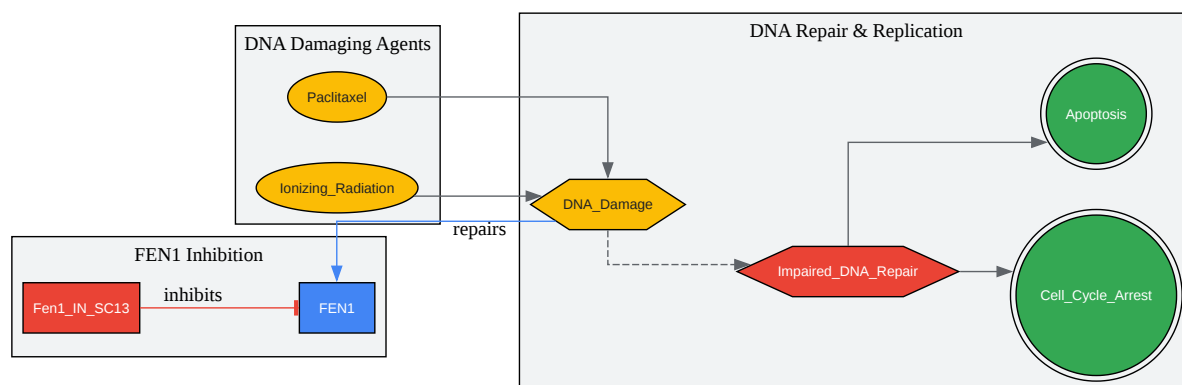 DNA Repair & Replication
DNA Damaging Agents
Paclitaxel
Apoptosis
Ionizing_Radiation
DNA_Damage
repairs
FEN1 Inhibition
Impaired_DNA_Repair
inhibits
Fen1_IN_SC13
FEN1
Cell_Cycle_Arrest